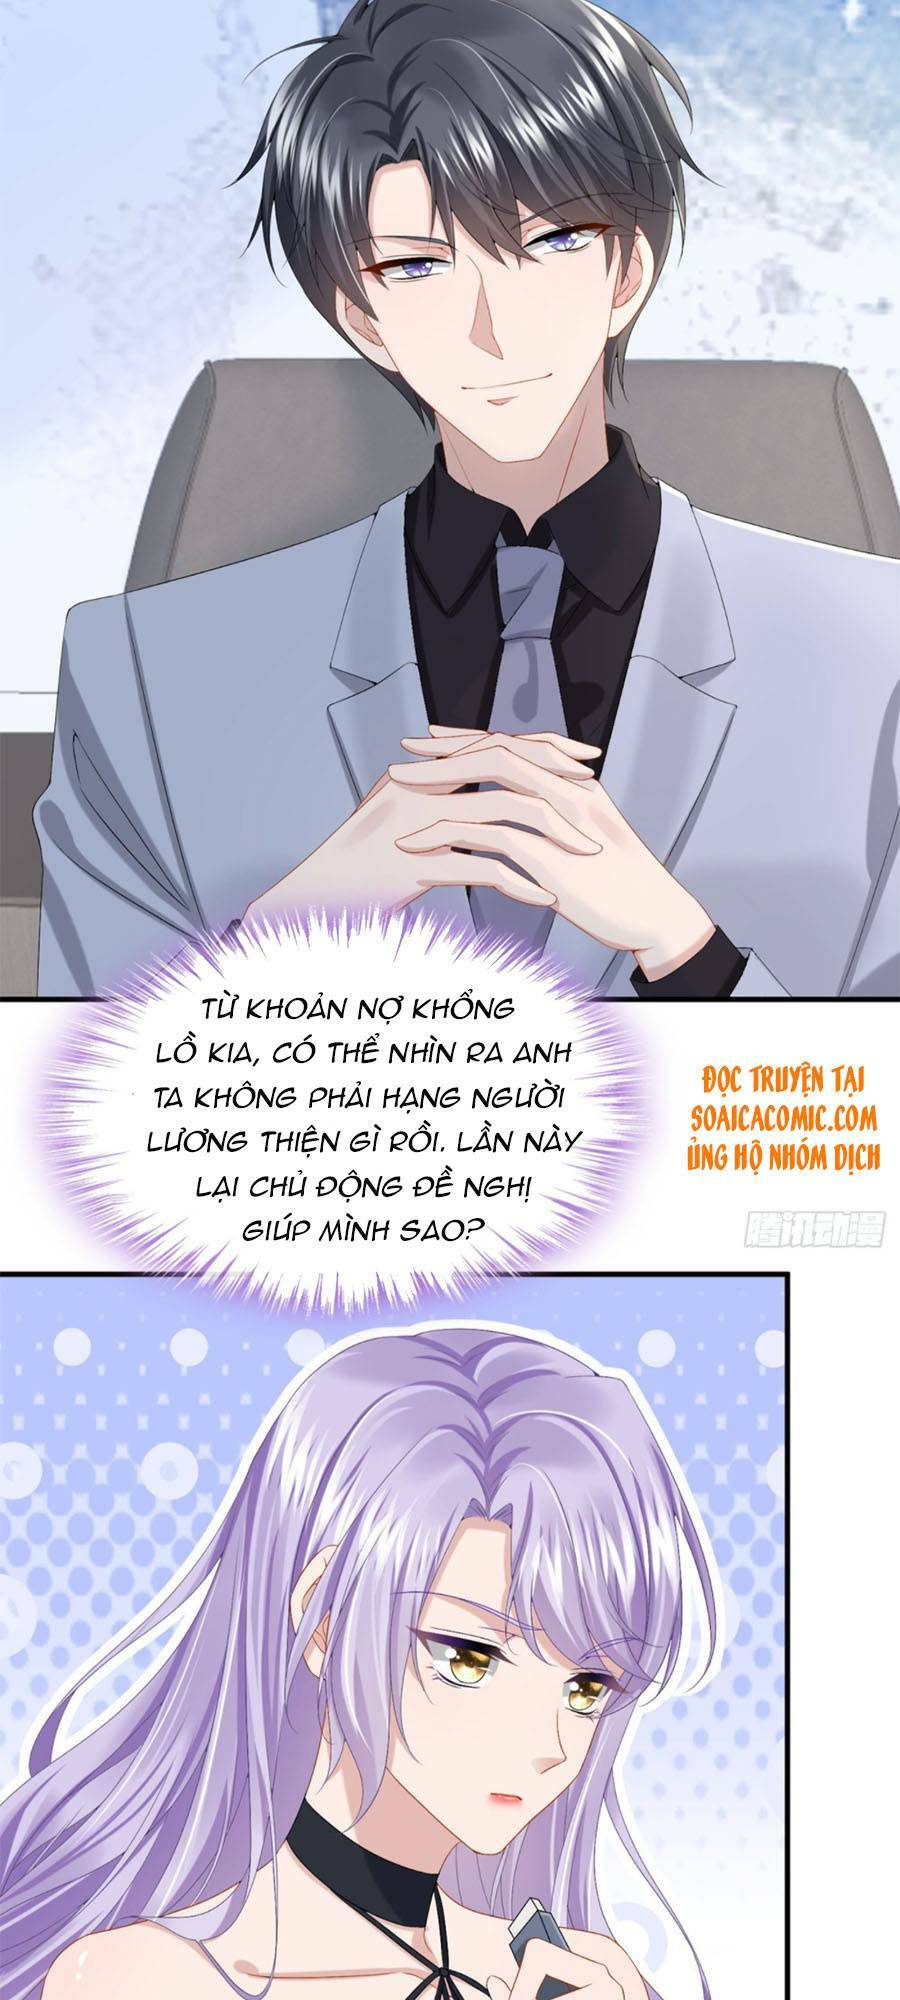 TỪ KHOẢN NỢ KHỔNG
LỒ KIA, CÓ THỂ NHÌN RA ANH
TA KHÔNG PHẢI HẠNG NGƯỜI
LƯƠNG THIỆN GÌ RỒI. LẦN NÀY
LẠI CHỦ ĐỘNG ĐỀ NGHỊ
GIÚP MÌNH SAO?
ĐỌC TRUYỆN TẠI
SOAICACOMIC.COM
ỦNG HỘ NHÓM DỊCH
腾讯动漫